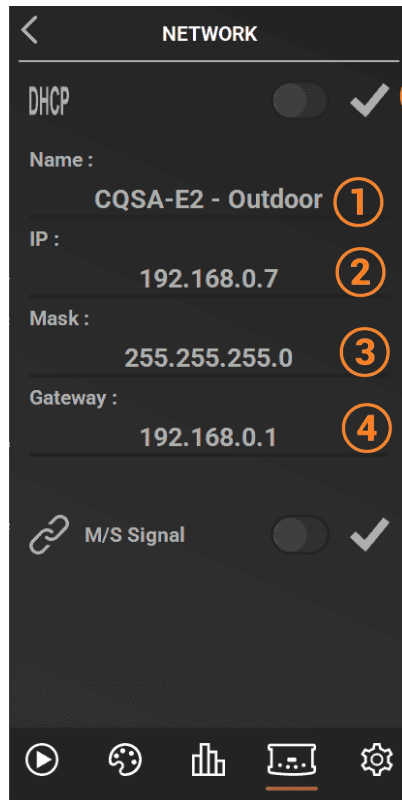 NETWORK
DHCP
Name :
CQSA-E2 - Outdoor 1
IP :
192.168.0.7 2
Mask :
255.255.255.0 3
Gateway :
192.168.0.1 4
M/S Signal